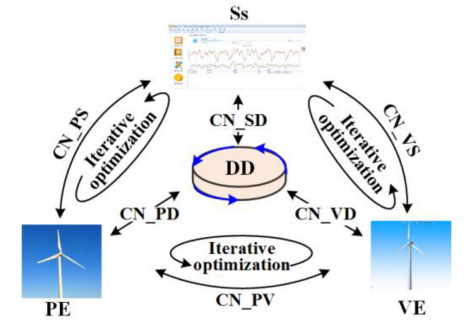 Ss
CN_PS
Iterative
optimization
CN_SD
CN_VS
Iterative
optimization
DD
CN_PD
CN_VD
Iterative
optimization
CN_PV
PE
VE